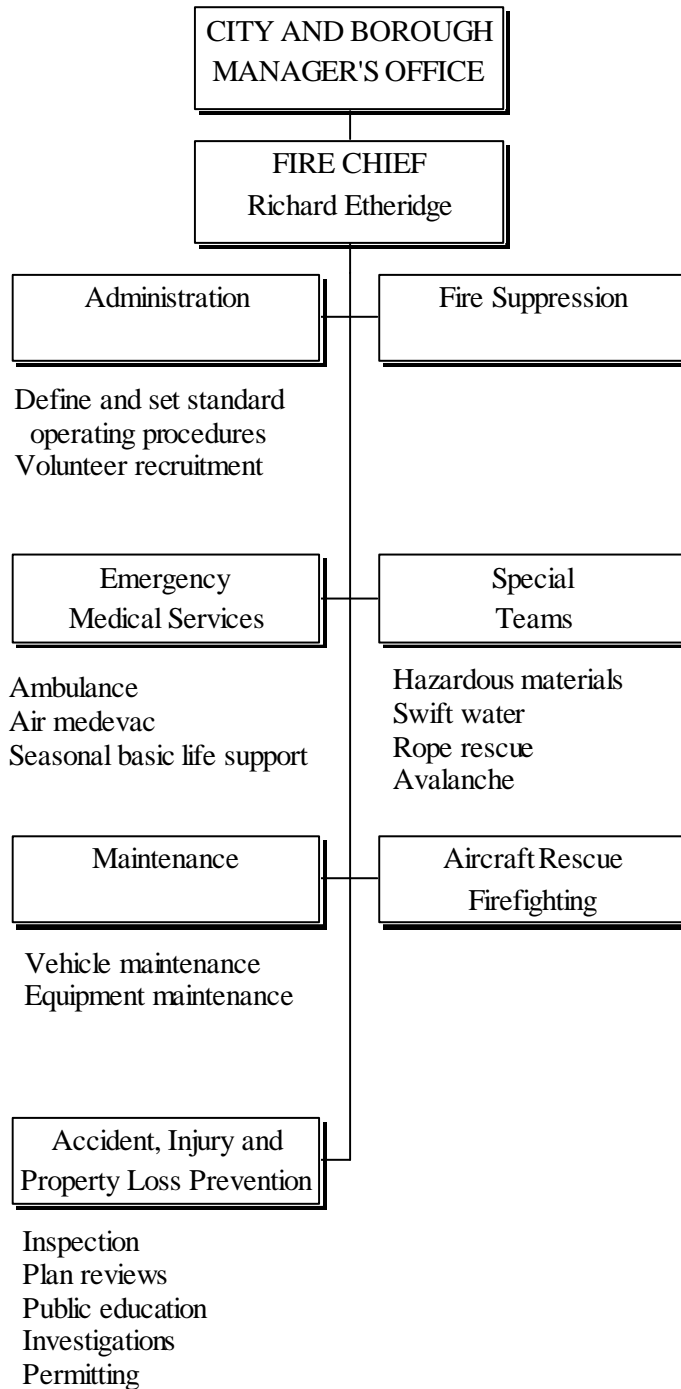 CITY AND BOROUGH
MANAGER'S OFFICE
FIRE CHIEF
Richard Etheridge
Administration
Define and set standard
operating procedures
Volunteer recruitment
Fire Suppression
Emergency
Medical Services
Ambulance
Air medevac
Seasonal basic life support
Special
Teams
Hazardous materials
Swift water
Rope rescue
Avalanche
Maintenance
Vehicle maintenance
Equipment maintenance
Aircraft Rescue
Firefighting
Accident, Injury and
Property Loss Prevention
Inspection
Plan reviews
Public education
Investigations
Permitting